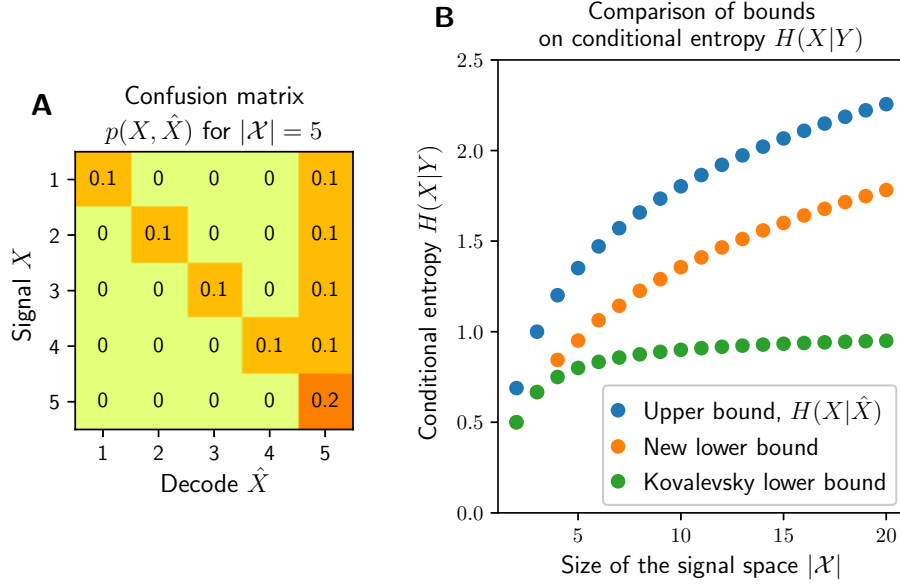 A
Confusion matrix
p(X, X̂) for |𝒳| = 5
1
2
3
4
5
Signal X
0.1 0 0 0 0.1
0 0.1 0 0 0.1
0 0 0.1 0 0.1
0 0 0 0.1 0.1
0 0 0 0 0.2
1 2 3 4 5
Decode X̂
B
Comparison of bounds
on conditional entropy H(X|Y)
2.5
2.0
1.5
1.0
0.5
0.0
Conditional entropy H(X|Y)
Upper bound, H(X|X̂)
New lower bound
Kovalevsky lower bound
5 10 15 20
Size of the signal space |𝒳|